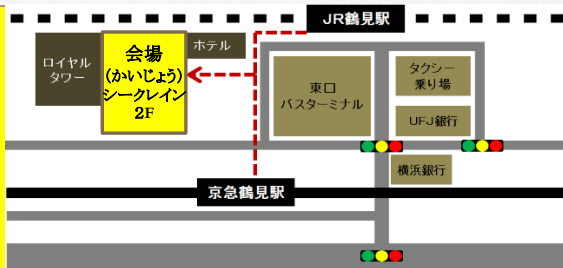 JR鶴見駅
ロイヤル
タワー
会場
(かいじょう)
シークレイン
2F
ホテル
東口
バスターミナル
タクシー
乗り場
UFJ銀行
横浜銀行
京急鶴見駅